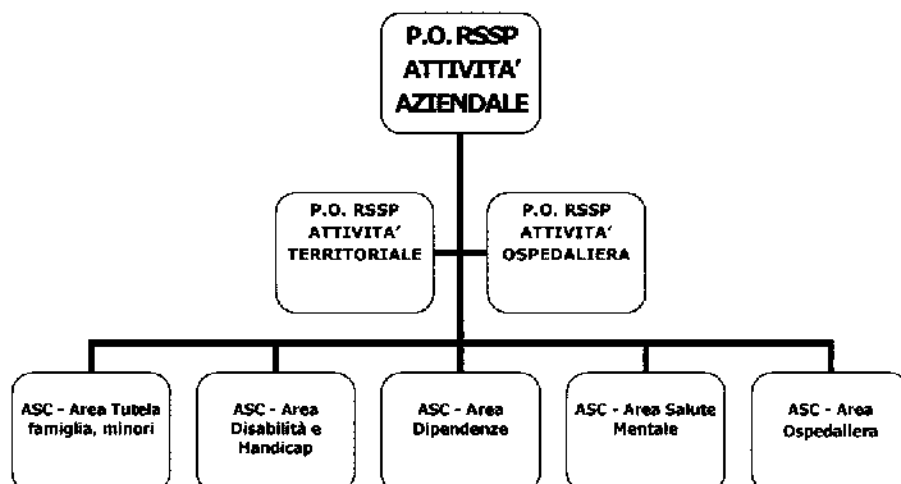 P.O. RSSP
ATTIVITA'
AZIENDALE
P.O. RSSP
ATTIVITA'
TERRITORIALE
P.O. RSSP
ATTIVITA'
OSPEDALIERA
ASC - Area Tutela
famiglia, minori
ASC - Area
Disabilità e
Handicap
ASC - Area
Dipendenze
ASC - Area Salute
Mentale
ASC - Area
Ospedaliera